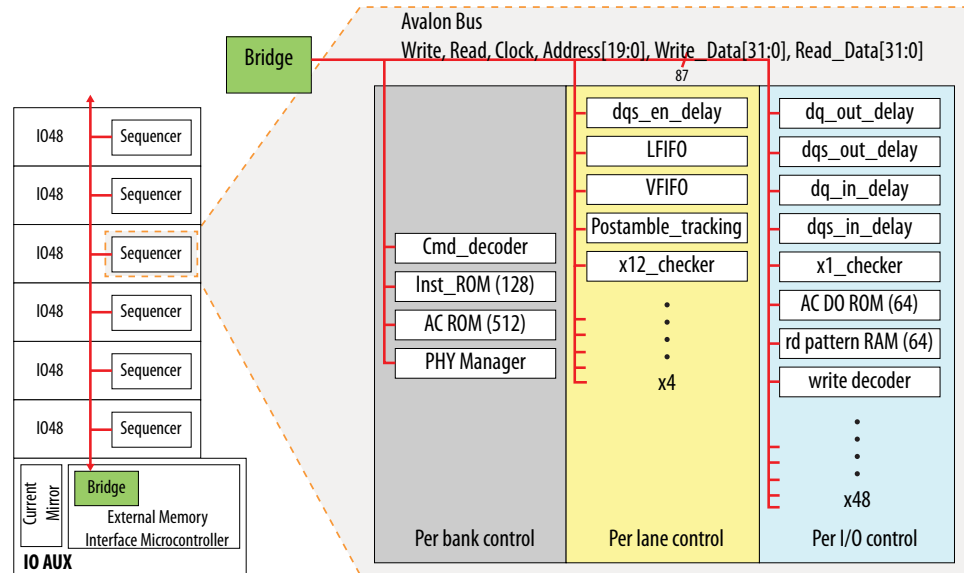 Avalon Bus
Write, Read, Clock, Address[19:0], Write_Data[31:0], Read_Data[31:0]
87
Bridge
IO48
Sequencer
IO48
Sequencer
IO48
Sequencer
IO48
Sequencer
IO48
Sequencer
IO48
Sequencer
Current
Mirror
Bridge
External Memory
Interface Microcontroller
IO AUX
Cmd_decoder
Inst_ROM (128)
AC ROM (512)
PHY Manager
Per bank control
dqs_en_delay
LFIFO
VFIFO
Postamble_tracking
x12_checker
x4
Per lane control
dq_out_delay
dqs_out_delay
dq_in_delay
dqs_in_delay
x1_checker
AC DO ROM (64)
rd pattern RAM (64)
write decoder
x48
Per I/O control